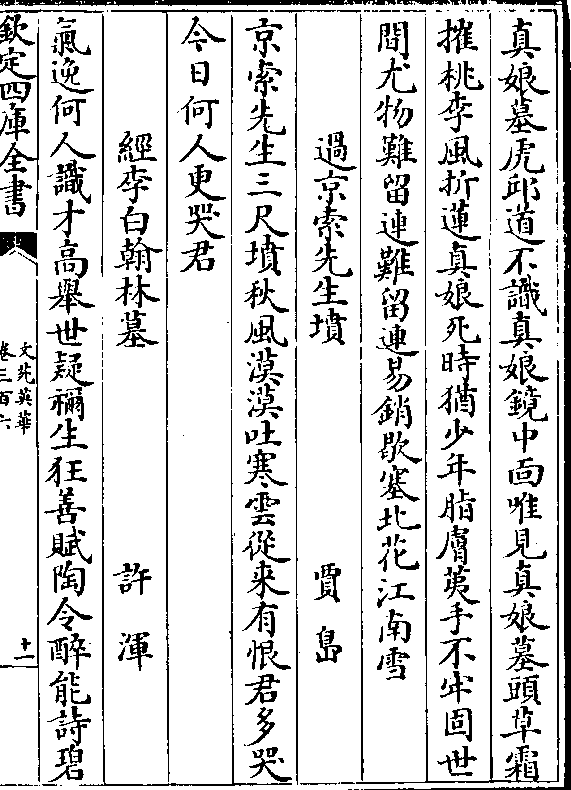 真娘墓虎邱道不識真娘鏡中面唯見真娘墓頭草霜
摧桃李風折蓮真娘死時猶少年脂膚荑手不牢固世
間尤物難留連難留連易銷歇塞北花江南雪
過京索先生墳 賈島
京索先生三尺墳秋風漠漠吐寒雲從來有恨君多哭
今日何人更哭君
經李白翰林墓 許渾
氣逸何人識才高舉世疑禰生狂善賦陶令醉能詩碧
欽定四庫全書
文苑英華
卷三百六
十一